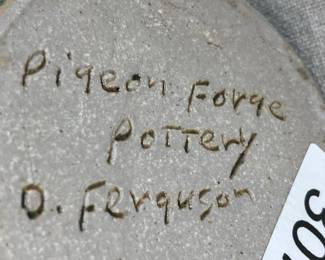 Pigeon Forge
Pottery
D. Ferguson